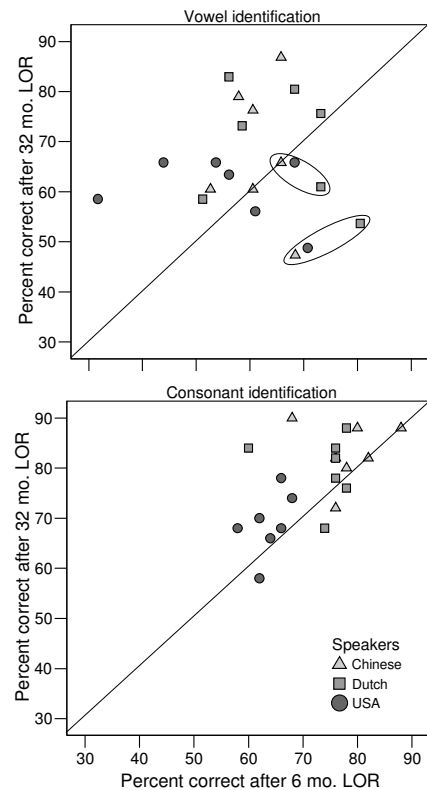 Vowel identification
Percent correct after 32 mo. LOR
90
80
70
60
50
40
30
Consonant identification
Percent correct after 32 mo. LOR
90
80
70
60
50
40
30
Speakers
Chinese
Dutch
USA
30 40 50 60 70 80 90
Percent correct after 6 mo. LOR